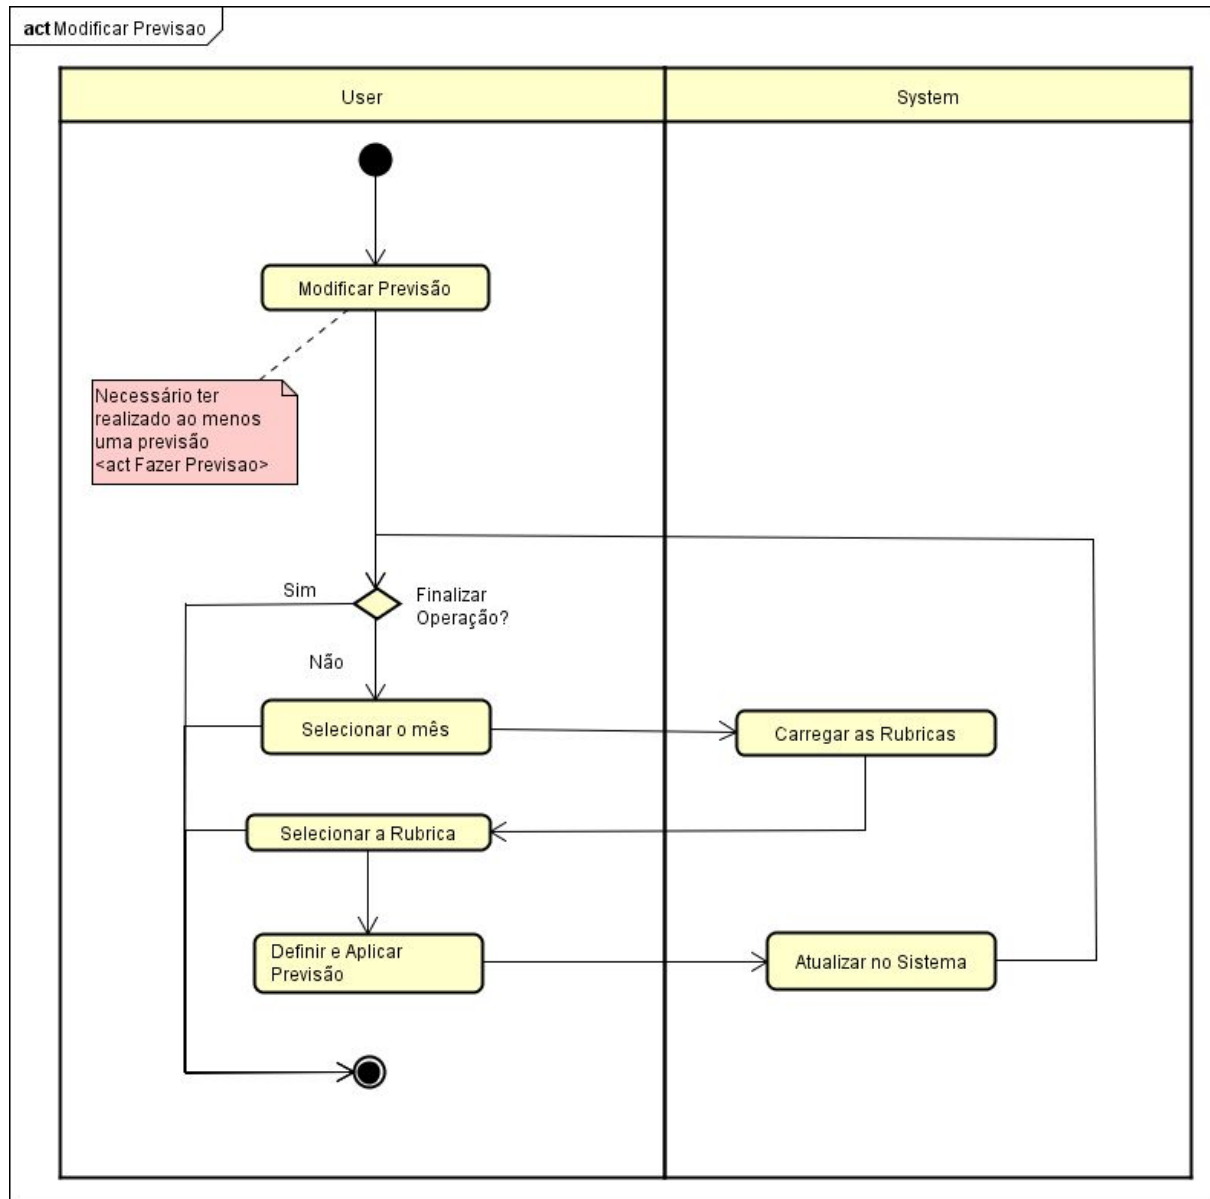 act Modificar Previsao
User
System
Modificar Previsão
Necessário ter
realizado ao menos
uma previsão
<act Fazer Previsao>
Sim
Finalizar
Operação?
Não
Selecionar o mês
Carregar as Rubricas
Selecionar a Rubrica
Definir e Aplicar
Previsão
Atualizar no Sistema